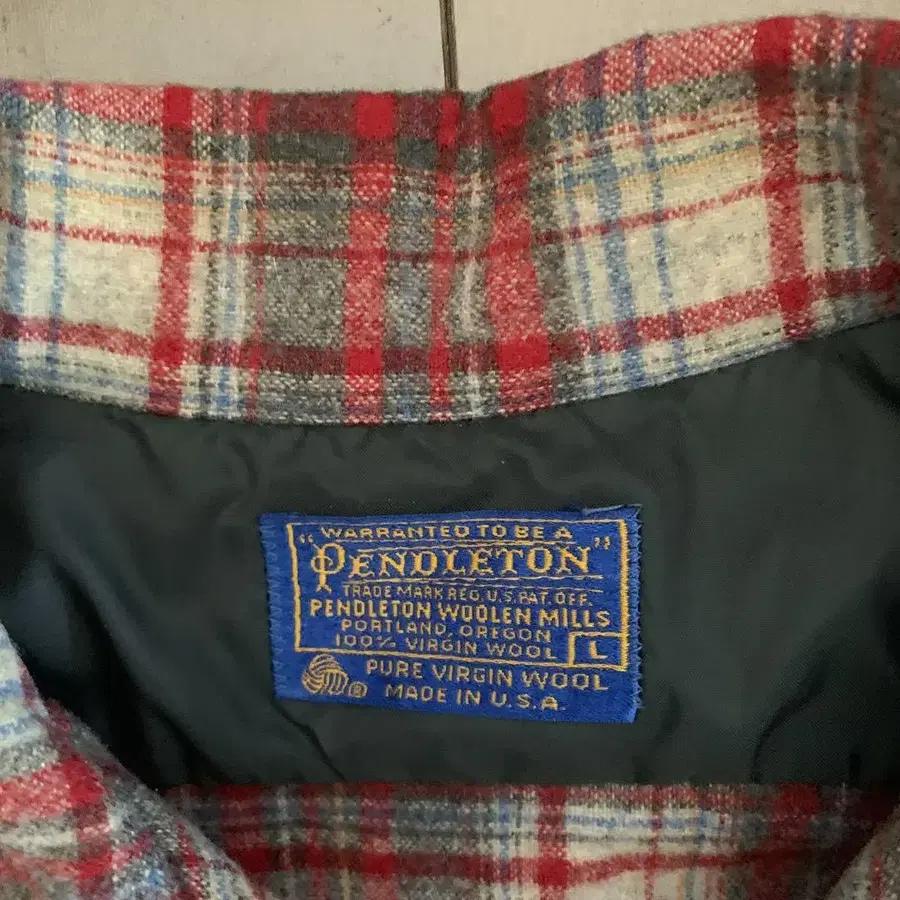 WARRANTED TO BE A
"PENDLETON"
TRADE MARK REG. U.S. PAT. OFF.
PENDLETON WOOLEN MILLS
PORTLAND, OREGON
100% VIRGIN WOOL L
PURE VIRGIN WOOL
® MADE IN U.S.A.